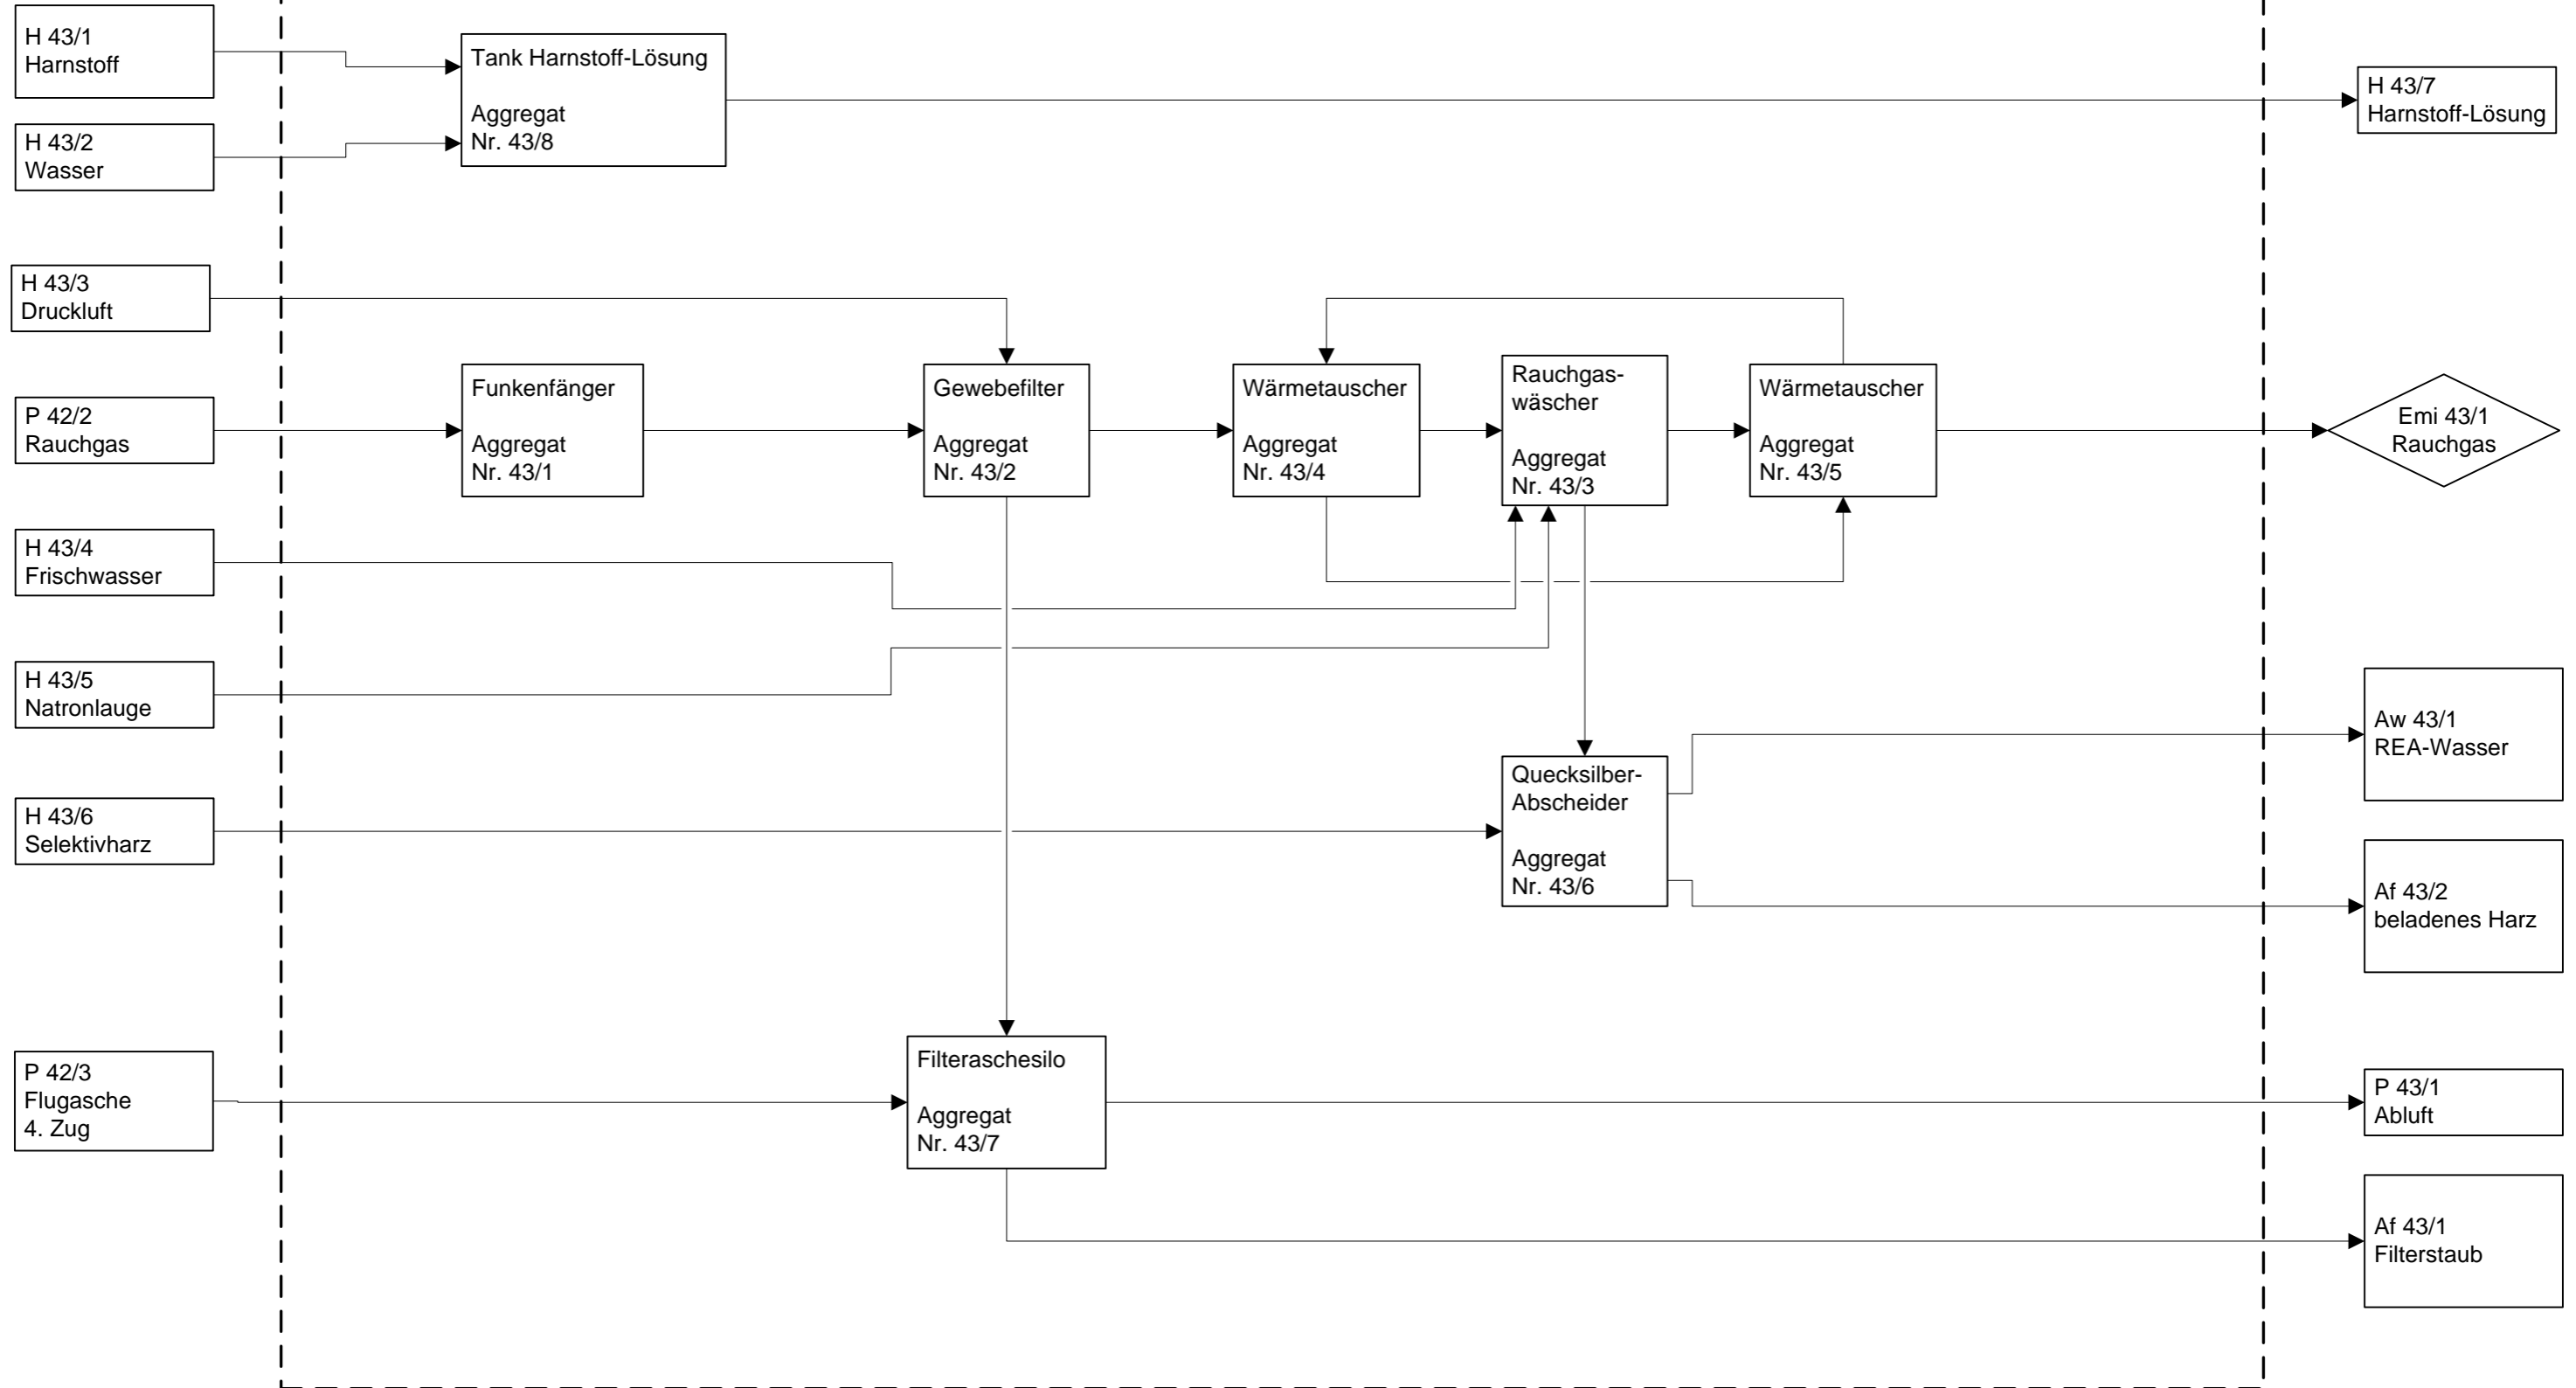 H 43/1
Harnstoff
Tank Harnstoff-Lösung
Aggregat
Nr. 43/8
H 43/7
Harnstoff-Lösung
H 43/2
Wasser
H 43/3
Druckluft
P 42/2
Rauchgas
Funkenfänger
Aggregat
Nr. 43/1
Gewebefilter
Aggregat
Nr. 43/2
Wärmetauscher
Aggregat
Nr. 43/4
Rauchgas-
wäscher
Aggregat
Nr. 43/3
Wärmetauscher
Aggregat
Nr. 43/5
Emi 43/1
Rauchgas
H 43/4
Frischwasser
H 43/5
Natronlauge
Aw 43/1
REA-Wasser
H 43/6
Selektivharz
Quecksilber-
Abscheider
Aggregat
Nr. 43/6
Af 43/2
beladenes Harz
P 42/3
Flugasche
4. Zug
Filteraschesilo
Aggregat
Nr. 43/7
P 43/1
Abluft
Af 43/1
Filterstaub